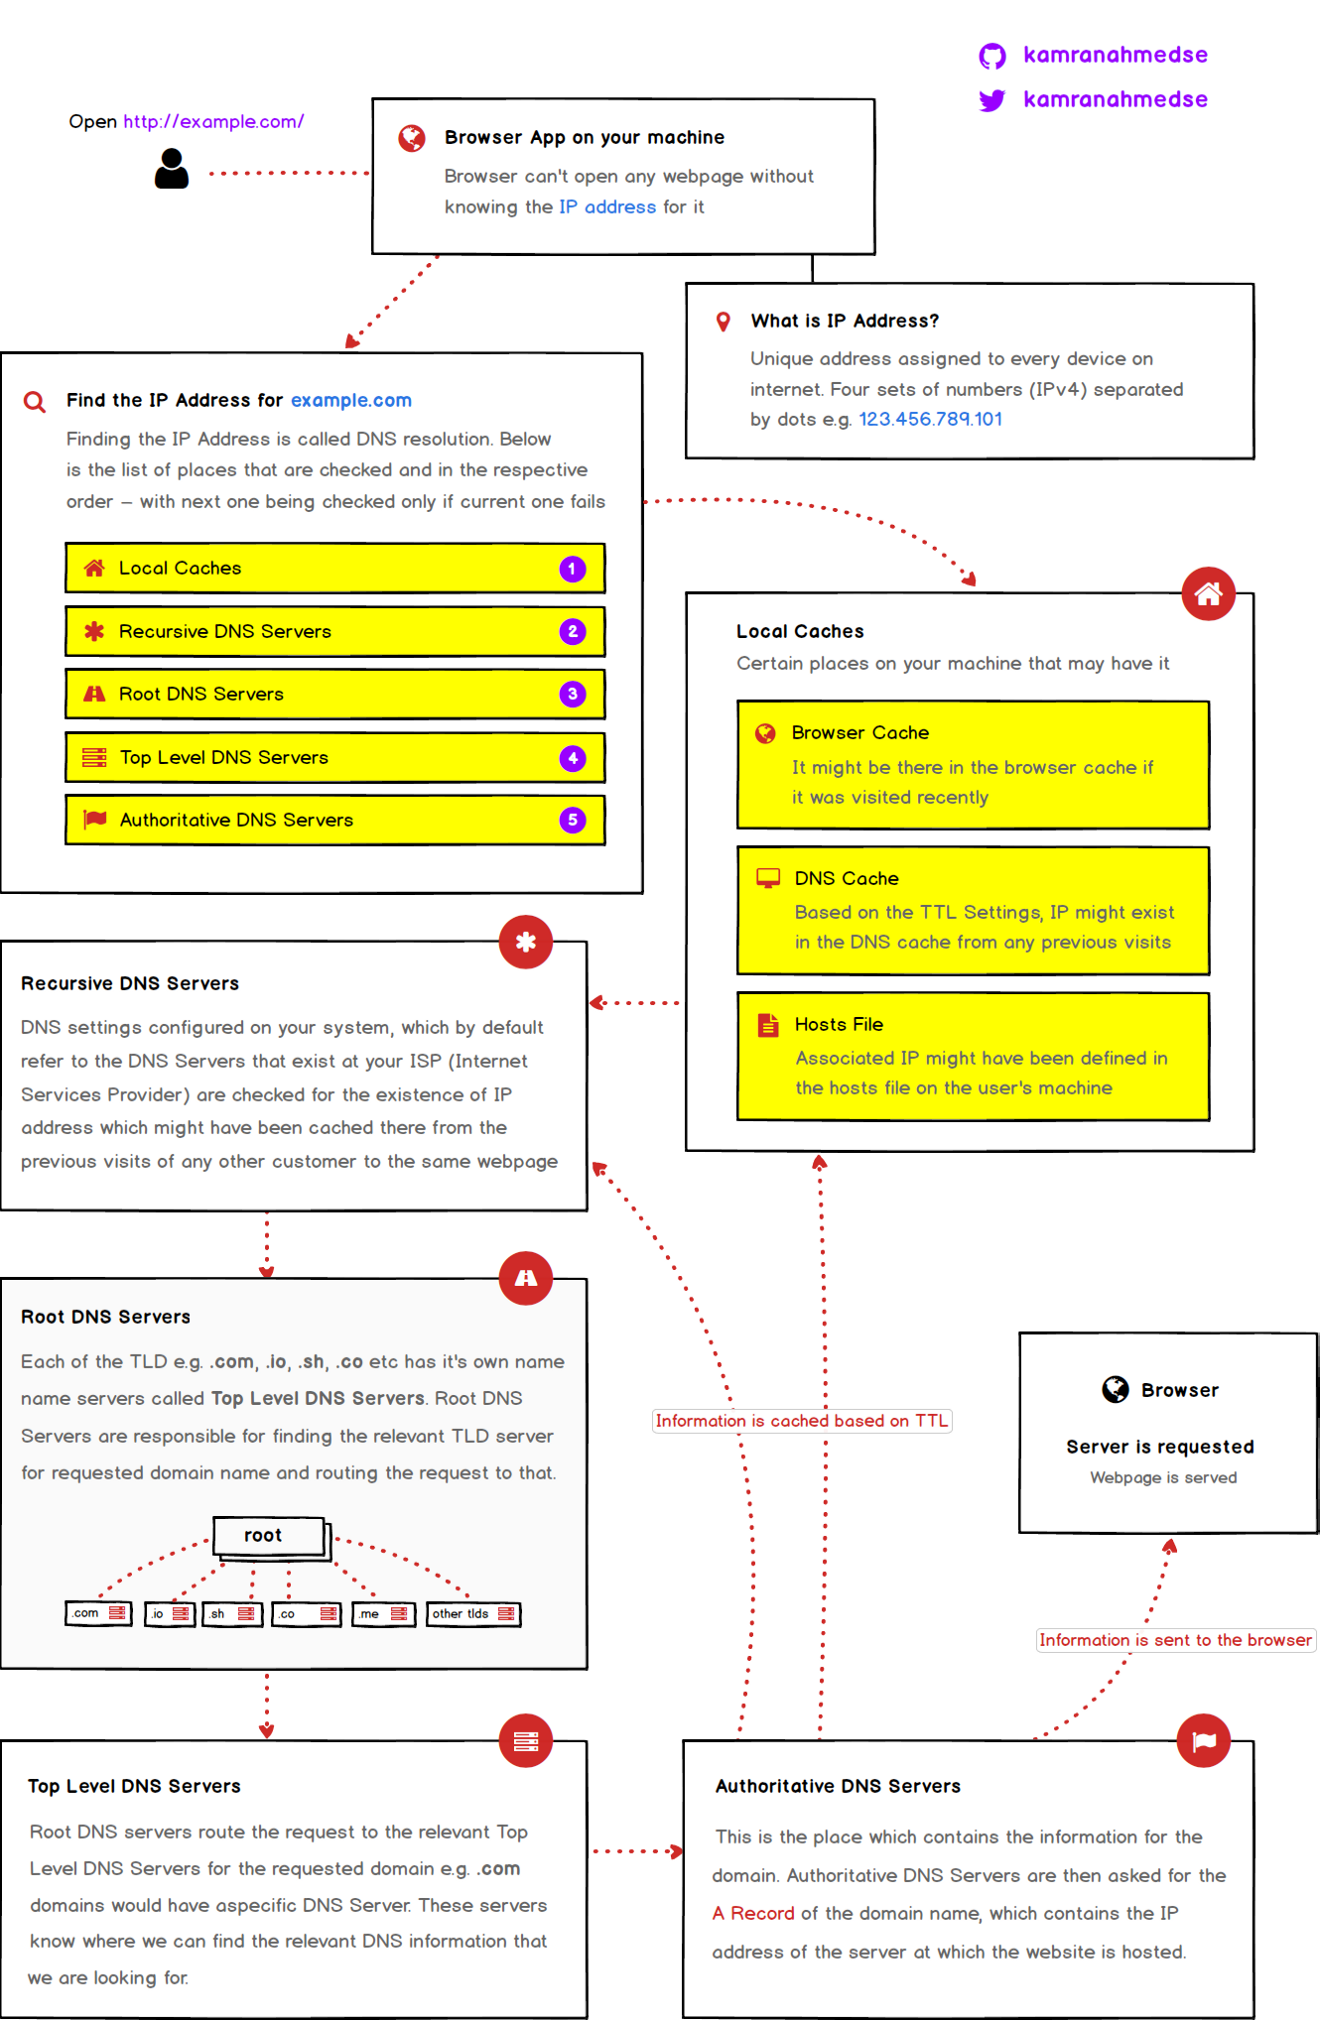 kamranahmedse
kamranahmedse
Open http://example.com/
Browser App on your machine
Browser can't open any webpage without
knowing the IP address for it
What is IP Address?
Unique address assigned to every device on
internet. Four sets of numbers (IPv4) separated
by dots e.g. 123.456.789.101
Find the IP Address for example.com
Finding the IP Address is called DNS resolution. Below
is the list of places that are checked and in the respective
order – with next one being checked only if current one fails
Local Caches 1
Recursive DNS Servers 2
Root DNS Servers 3
Top Level DNS Servers 4
Authoritative DNS Servers 5
Local Caches
Certain places on your machine that may have it
Browser Cache
It might be there in the browser cache if
it was visited recently
DNS Cache
Based on the TTL Settings, IP might exist
in the DNS cache from any previous visits
Hosts File
Associated IP might have been defined in
the hosts file on the user's machine
Recursive DNS Servers
DNS settings configured on your system, which by default
refer to the DNS Servers that exist at your ISP (Internet
Services Provider) are checked for the existence of IP
address which might have been cached there from the
previous visits of any other customer to the same webpage
Root DNS Servers
Each of the TLD e.g. .com, .io, .sh, .co etc has it's own name
name servers called Top Level DNS Servers. Root DNS
Servers are responsible for finding the relevant TLD server
for requested domain name and routing the request to that.
root
.com .io .sh .co .me other tlds
Information is cached based on TTL
Browser
Server is requested
Webpage is served
Information is sent to the browser
Top Level DNS Servers
Root DNS servers route the request to the relevant Top
Level DNS Servers for the requested domain e.g. .com
domains would have aspecific DNS Server. These servers
know where we can find the relevant DNS information that
we are looking for.
Authoritative DNS Servers
This is the place which contains the information for the
domain. Authoritative DNS Servers are then asked for the
A Record of the domain name, which contains the IP
address of the server at which the website is hosted.